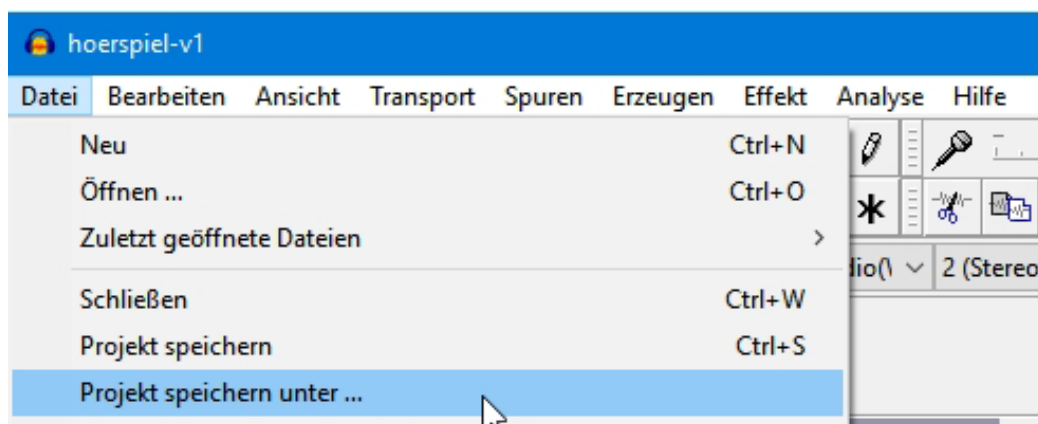 hoerspiel-v1
Datei Bearbeiten Ansicht Transport Spuren Erzeugen Effekt Analyse Hilfe
Neu Ctrl+N
Öffnen ... Ctrl+O
Zuletzt geöffnete Dateien
2 (Stereo
Schließen Ctrl+W
Projekt speichern Ctrl+S
Projekt speichern unter ...